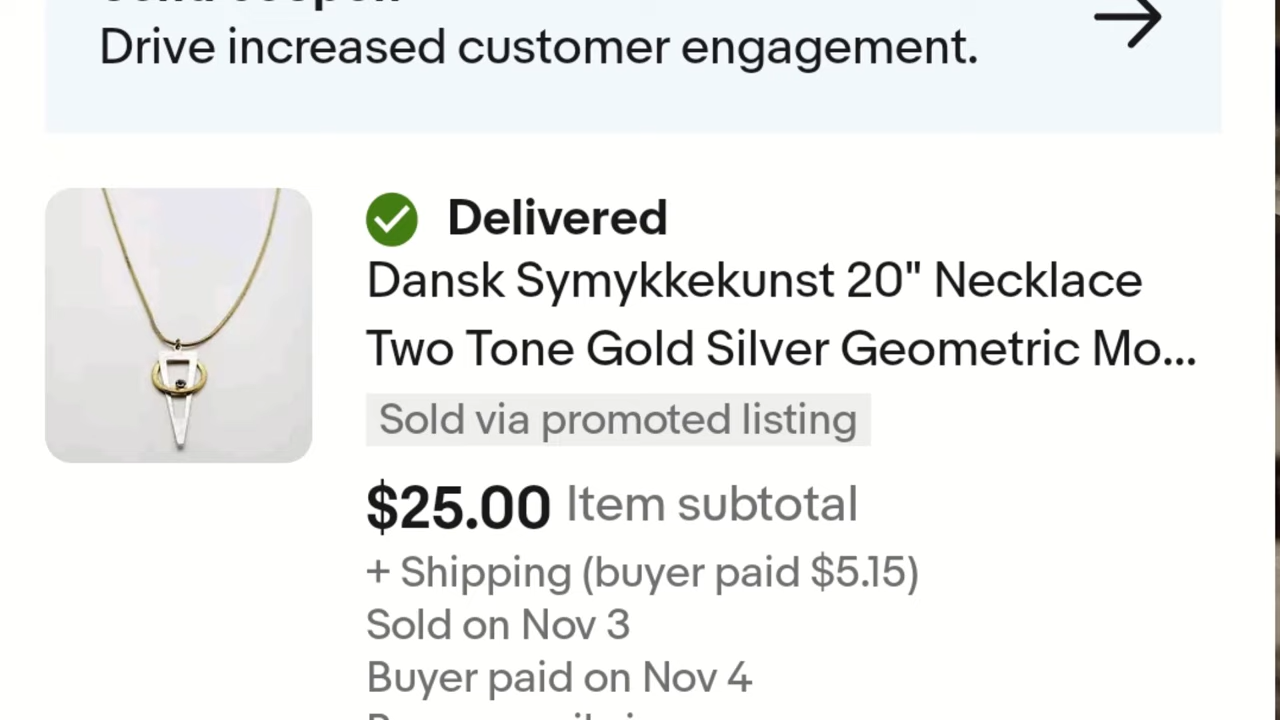 Drive increased customer engagement.
Delivered
Dansk Symykkekunst 20" Necklace
Two Tone Gold Silver Geometric Mo...
Sold via promoted listing
$25.00 Item subtotal
+ Shipping (buyer paid $5.15)
Sold on Nov 3
Buyer paid on Nov 4